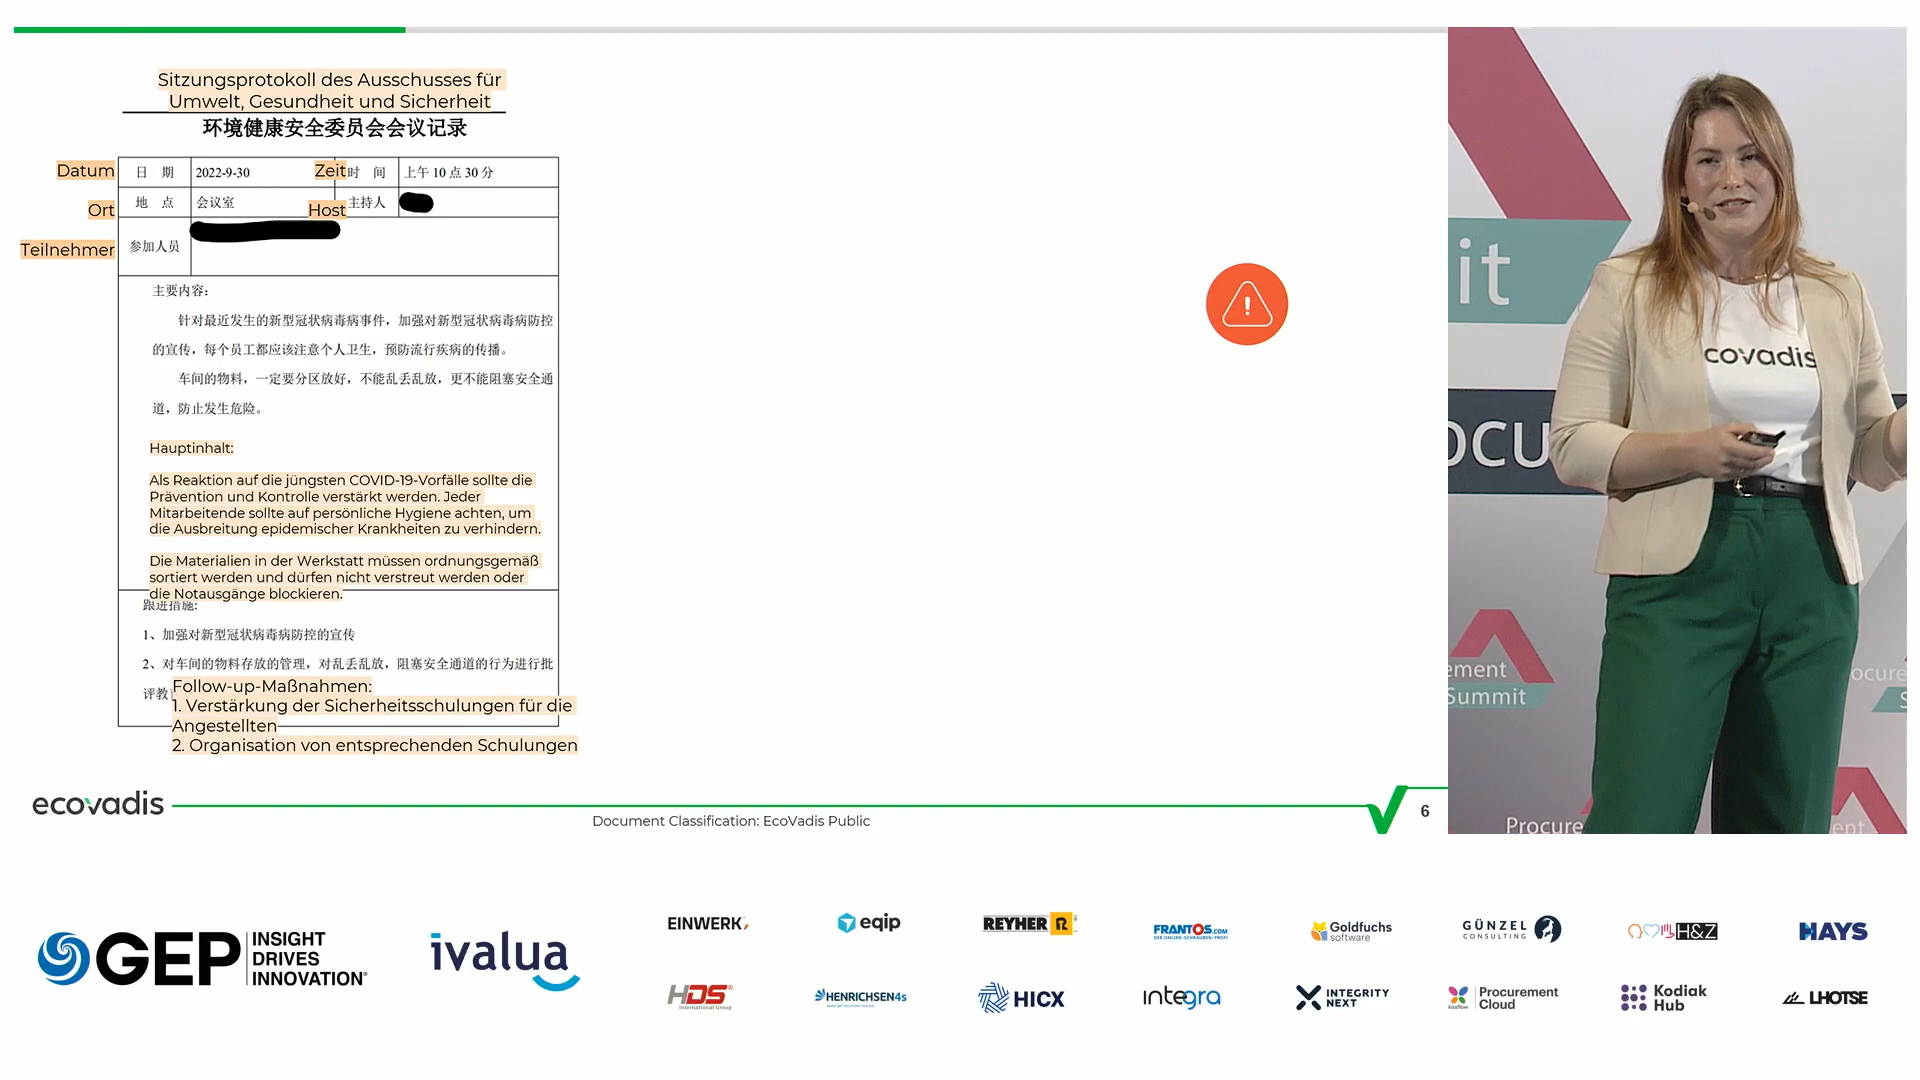 Sitzungsprotokoll des Ausschusses für
Umwelt, Gesundheit und Sicherheit
环境健康安全委员会会议记录
Datum 日 期 2022-9-30 Zeit 时 间 上午 10 点 30 分
Ort 地 点 会议室 Host 主持人
Teilnehmer 参加人员
主要内容：
针对最近发生的新型冠状病毒病事件，加强对新型冠状病毒病防控
的宣传，每个员工都应该注意个人卫生，预防流行疾病的传播。
车间的物料，一定要分区放好，不能乱丢乱放，更不能阻塞安全通
道，防止发生危险。
Hauptinhalt:
Als Reaktion auf die jüngsten COVID-19-Vorfälle sollte die
Prävention und Kontrolle verstärkt werden. Jeder
Mitarbeitende sollte auf persönliche Hygiene achten, um
die Ausbreitung epidemischer Krankheiten zu verhindern.
Die Materialien in der Werkstatt müssen ordnungsgemäß
sortiert werden und dürfen nicht verstreut werden oder
die Notausgänge blockieren.
跟进措施:
1、加强对新型冠状病毒病防控的宣传
2、对车间的物料存放的管理，对乱丢乱放，阻塞安全通道的行为进行批
评教
Follow-up-Maßnahmen:
1. Verstärkung der Sicherheitsschulungen für die
Angestellten
2. Organisation von entsprechenden Schulungen
ecovadis
Document Classification: EcoVadis Public
6
it
covadis
OCU
ement
Summit
ocure
S
Procure
ent
GEP INSIGHT
DRIVES
INNOVATION
ivalua
EINWERK
eqip
REYHER R
FRANTOS.COM
DER ONLINE-SCHRAUBEN-PROFI
Goldfuchs
software
GÜNZEL
CONSULTING
H&Z
HAYS
HDS
International Group
HENRICHSEN4s
HICX
integra
INTEGRITY
NEXT
kasflow
Procurement
Cloud
Kodiak
Hub
LHOTSE